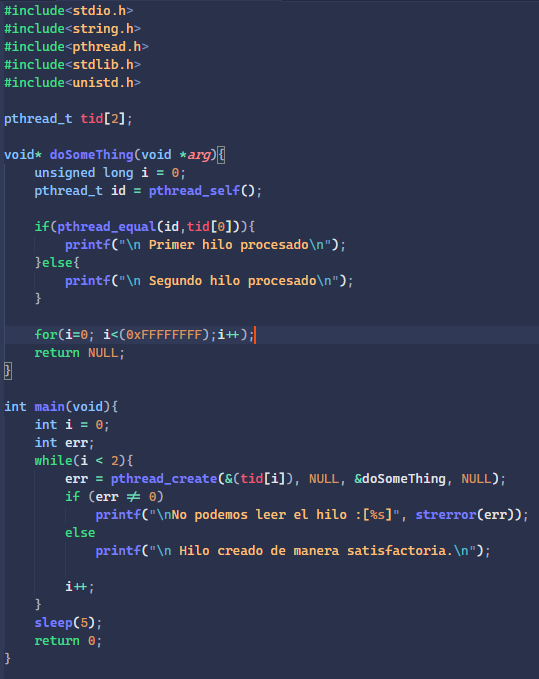 #include<stdio.h>
#include<string.h>
#include<pthread.h>
#include<stdlib.h>
#include<unistd.h>

pthread_t tid[2];

void* doSomeThing(void *arg){
    unsigned long i = 0;
    pthread_t id = pthread_self();

    if(pthread_equal(id,tid[0])){
        printf("\n Primer hilo procesado\n");
    }else{
        printf("\n Segundo hilo procesado\n");
    }

    for(i=0; i<(0xFFFFFFFF);i++);
    return NULL;
}

int main(void){
    int i = 0;
    int err;
    while(i < 2){
        err = pthread_create(&(tid[i]), NULL, &doSomeThing, NULL);
        if (err ≠ 0)
            printf("\nNo podemos leer el hilo :[%s]", strerror(err));
        else
            printf("\n Hilo creado de manera satisfactoria.\n");

        i++;
    }
    sleep(5);
    return 0;
}